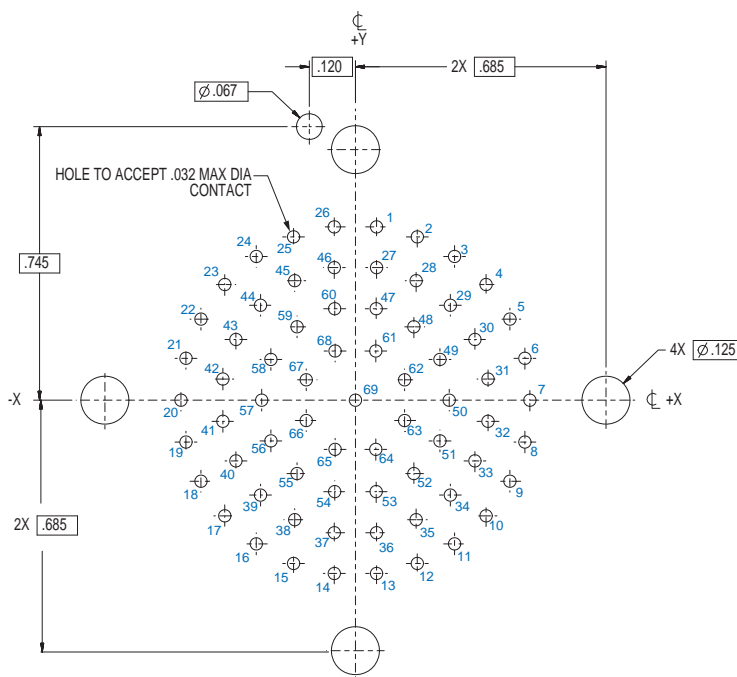 ℄
+Y
.120
2X .685
Ø.067
HOLE TO ACCEPT .032 MAX DIA
CONTACT
26 1
25 2
24 3
46 27
23 45 28 4
60 47
44 29
22 59 48 30 5
43
21 68 61 6
58 49
42 67 62 31
.745
4X Ø.125
-X 20 57 69 50 7 ℄ +X
41 66 63 32
19 56 65 64 51 8
40 33
18 55 52 9
39 54 53 34
17 38 35 10
37 36
16 11
15 12
14 13
2X .685